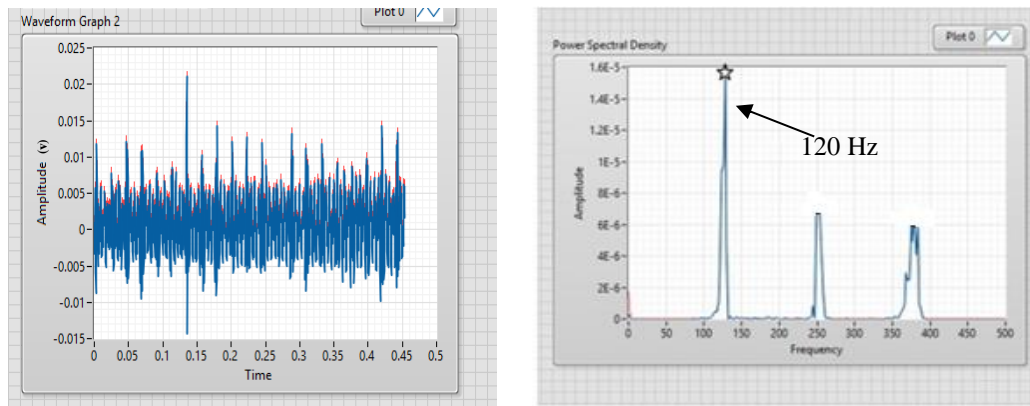 Waveform Graph 2
Plot 0
0.025
0.02
0.015
0.01
0.005
0
-0.005
-0.01
-0.015
Amplitude (v)
0 0.05 0.1 0.15 0.2 0.25 0.3 0.35 0.4 0.45 0.5
Time
Power Spectral Density
Plot 0
1.6E-5
1.4E-5
1.2E-5
1E-5
8E-6
6E-6
4E-6
2E-6
0
Amplitude
120 Hz
0 50 100 150 200 250 300 350 400 450 500
Frequency